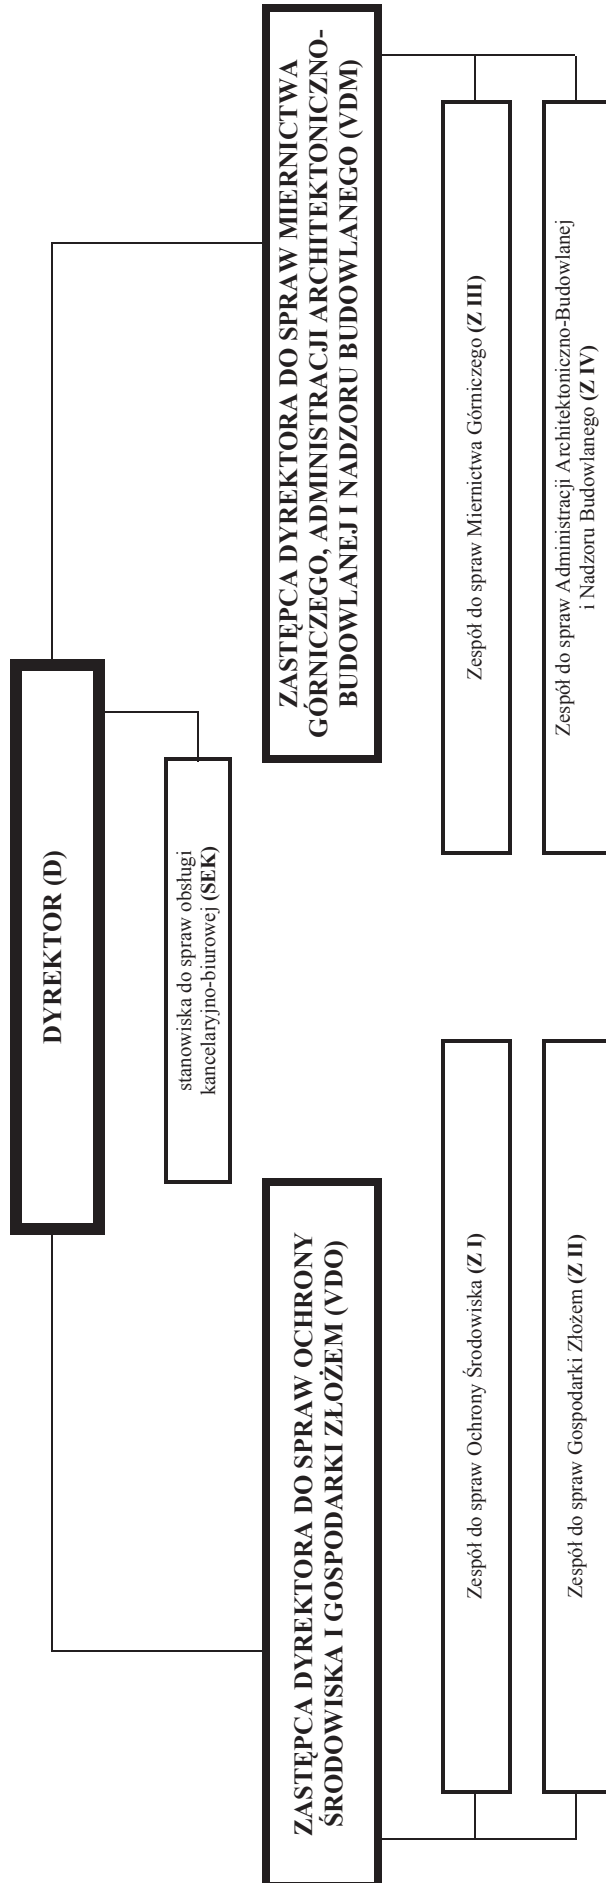 DYREKTOR (D)
stanowiska do spraw obsługi
kancelaryjno-biurowej (SEK)
ZASTĘPCA DYREKTORA DO SPRAW OCHRONY
ŚRODOWISKA I GOSPODARKI ZŁOŻEM (VDO)
Zespół do spraw Ochrony Środowiska (Z I)
Zespół do spraw Gospodarki Złożem (Z II)
ZASTĘPCA DYREKTORA DO SPRAW MIERNICTWA
GÓRNICZEGO, ADMINISTRACJI ARCHITEKTONICZNO-
BUDOWLANEJ I NADZORU BUDOWLANEGO (VDM)
Zespół do spraw Miernictwa Górniczego (Z III)
Zespół do spraw Administracji Architektoniczno-Budowlanej
i Nadzoru Budowlanego (Z IV)